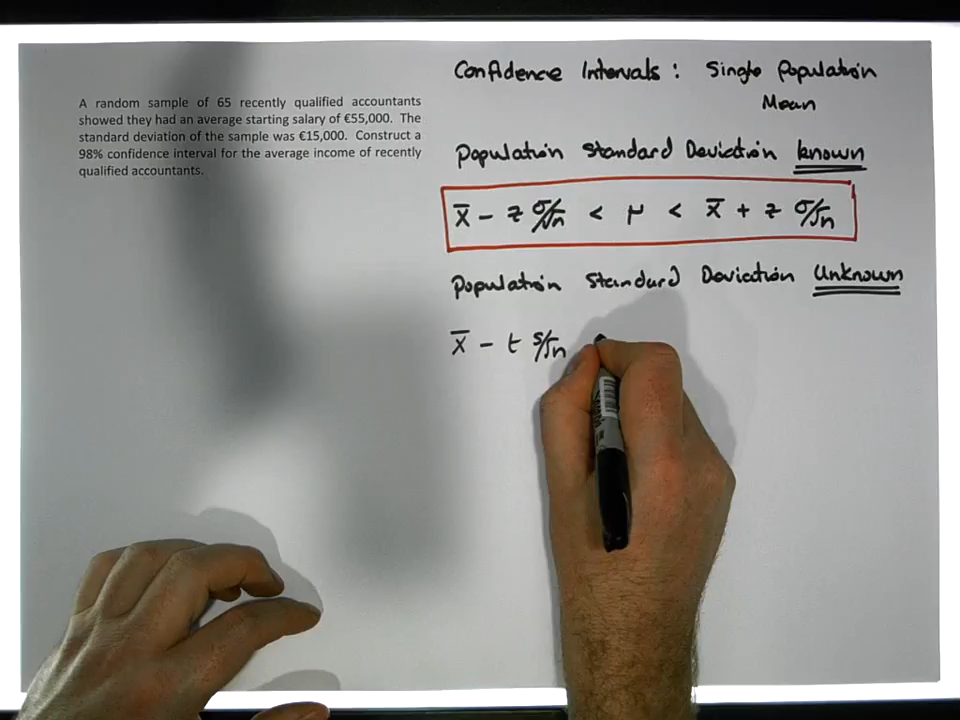 A random sample of 65 recently qualified accountants
showed they had an average starting salary of €55,000. The
standard deviation of the sample was €15,000. Construct a
98% confidence interval for the average income of recently
qualified accountants.
Confidence Intervals: Single Population
Mean
Population Standard Deviation known
x̄ - z σ/√n < μ < x̄ + z σ/√n
Population Standard Deviation Unknown
x̄ - t s/√n